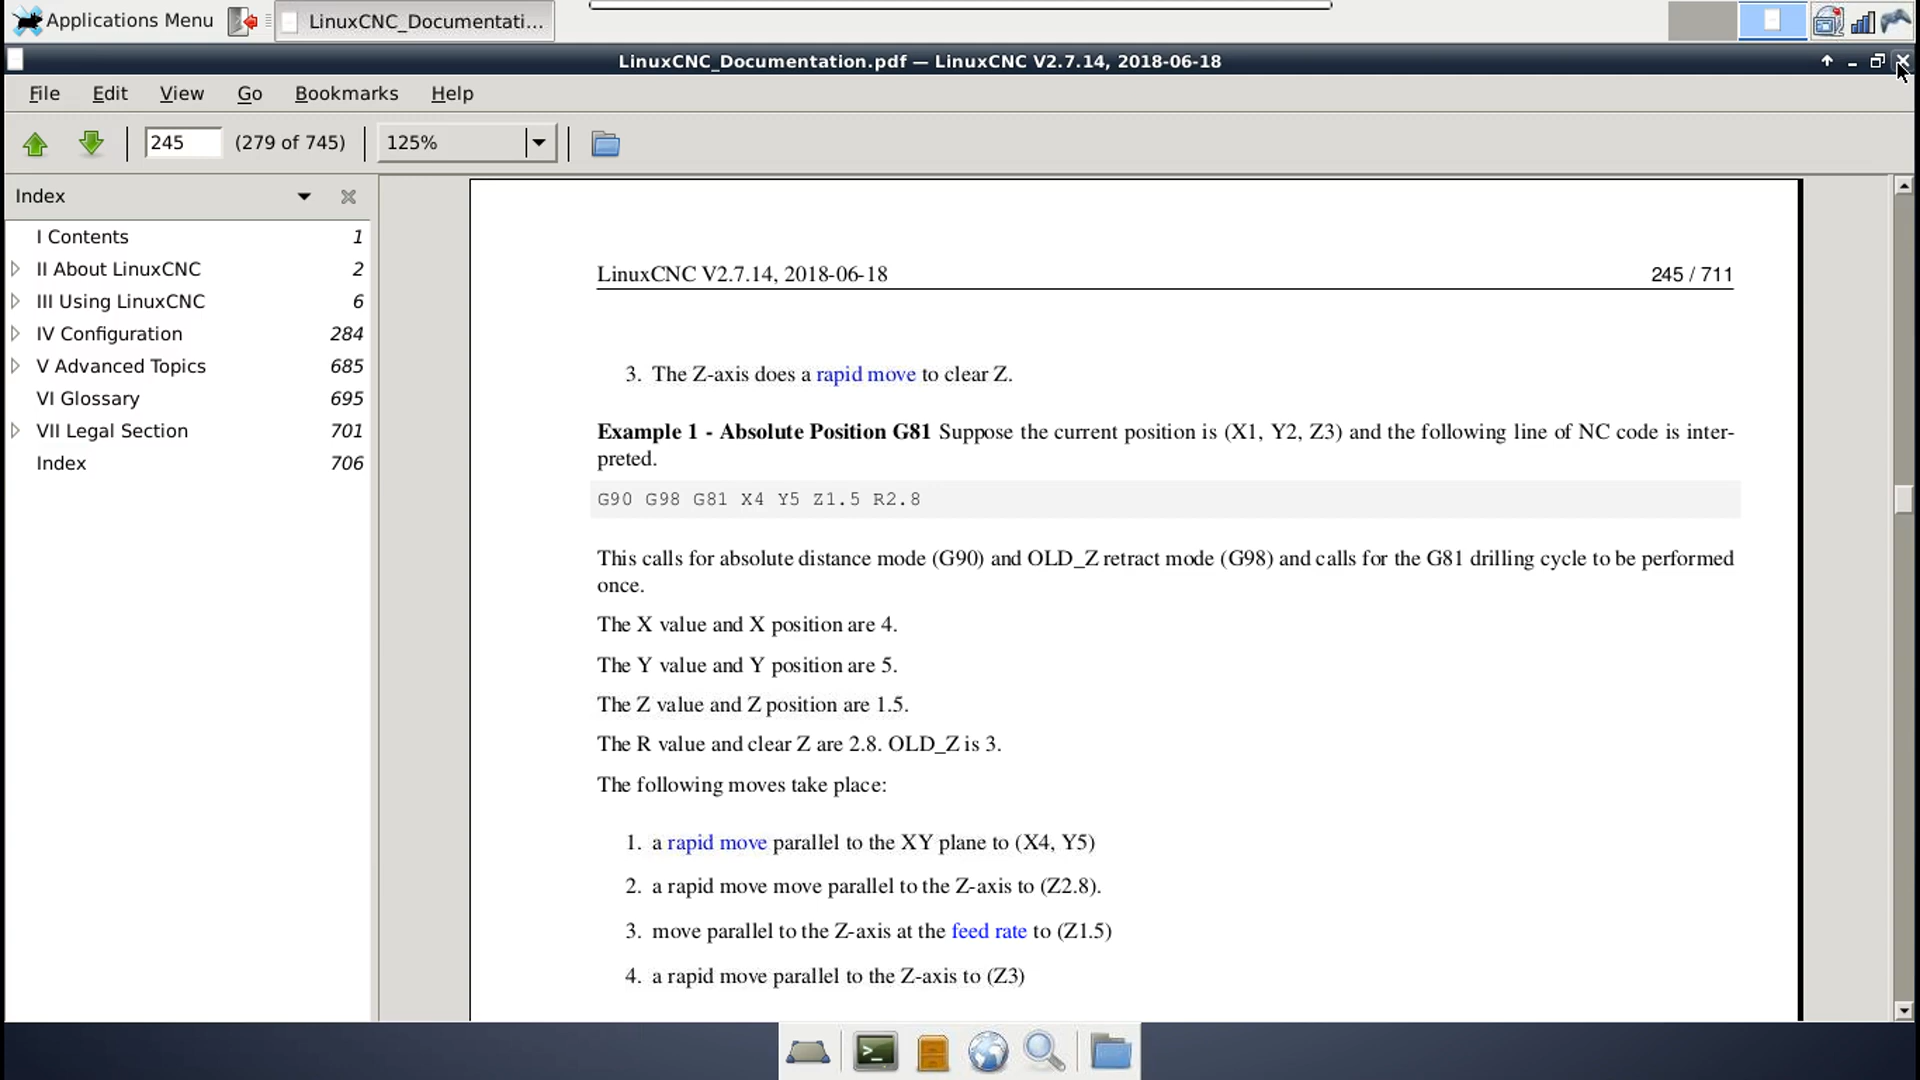 Applications Menu
LinuxCNC_Documentati...
LinuxCNC_Documentation.pdf — LinuxCNC V2.7.14, 2018-06-18
File Edit View Go Bookmarks Help
245 (279 of 745) 125%
Index
I Contents 1
II About LinuxCNC 2
III Using LinuxCNC 6
IV Configuration 284
V Advanced Topics 685
VI Glossary 695
VII Legal Section 701
Index 706
LinuxCNC V2.7.14, 2018-06-18 245 / 711
3. The Z-axis does a rapid move to clear Z.
Example 1 - Absolute Position G81 Suppose the current position is (X1, Y2, Z3) and the following line of NC code is inter-
preted.
G90 G98 G81 X4 Y5 Z1.5 R2.8
This calls for absolute distance mode (G90) and OLD_Z retract mode (G98) and calls for the G81 drilling cycle to be performed
once.
The X value and X position are 4.
The Y value and Y position are 5.
The Z value and Z position are 1.5.
The R value and clear Z are 2.8. OLD_Z is 3.
The following moves take place:
1. a rapid move parallel to the XY plane to (X4, Y5)
2. a rapid move move parallel to the Z-axis to (Z2.8).
3. move parallel to the Z-axis at the feed rate to (Z1.5)
4. a rapid move parallel to the Z-axis to (Z3)